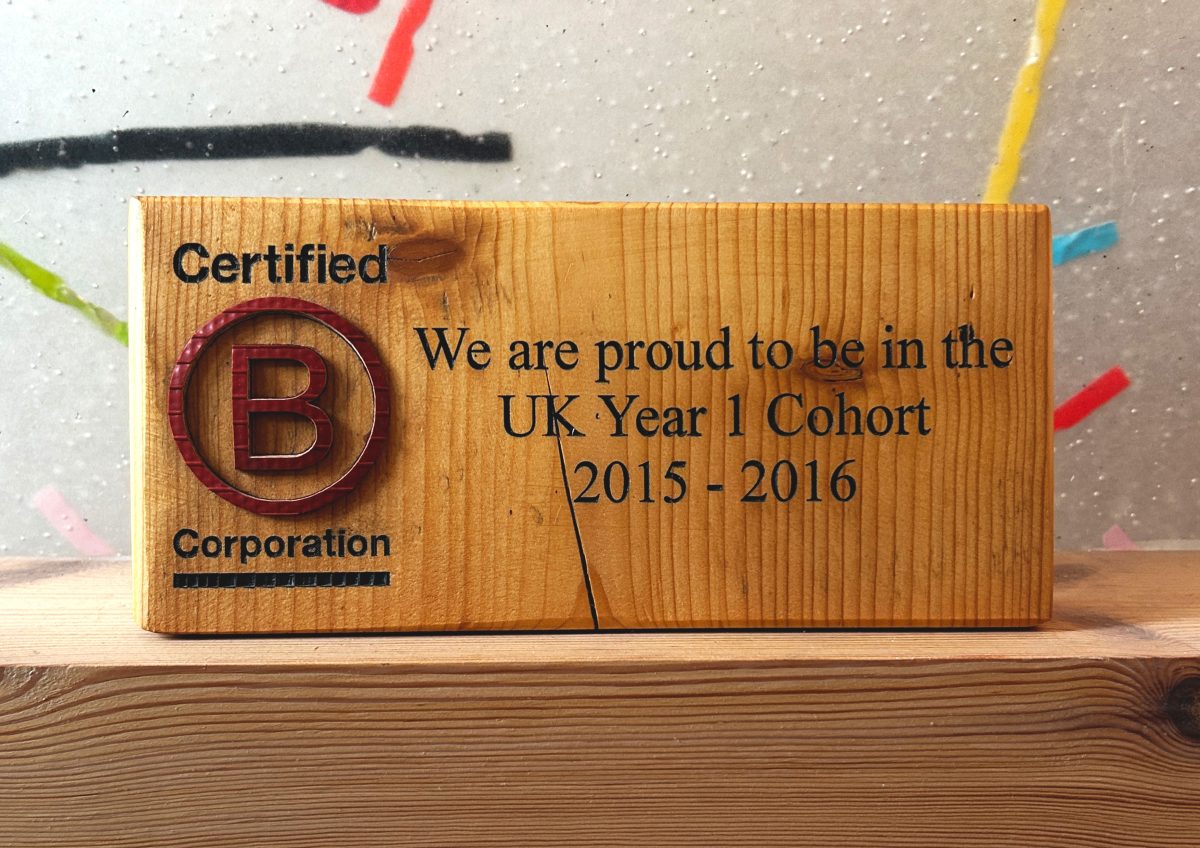 Certified
B
Corporation
We are proud to be in the
UK Year 1 Cohort
2015 - 2016